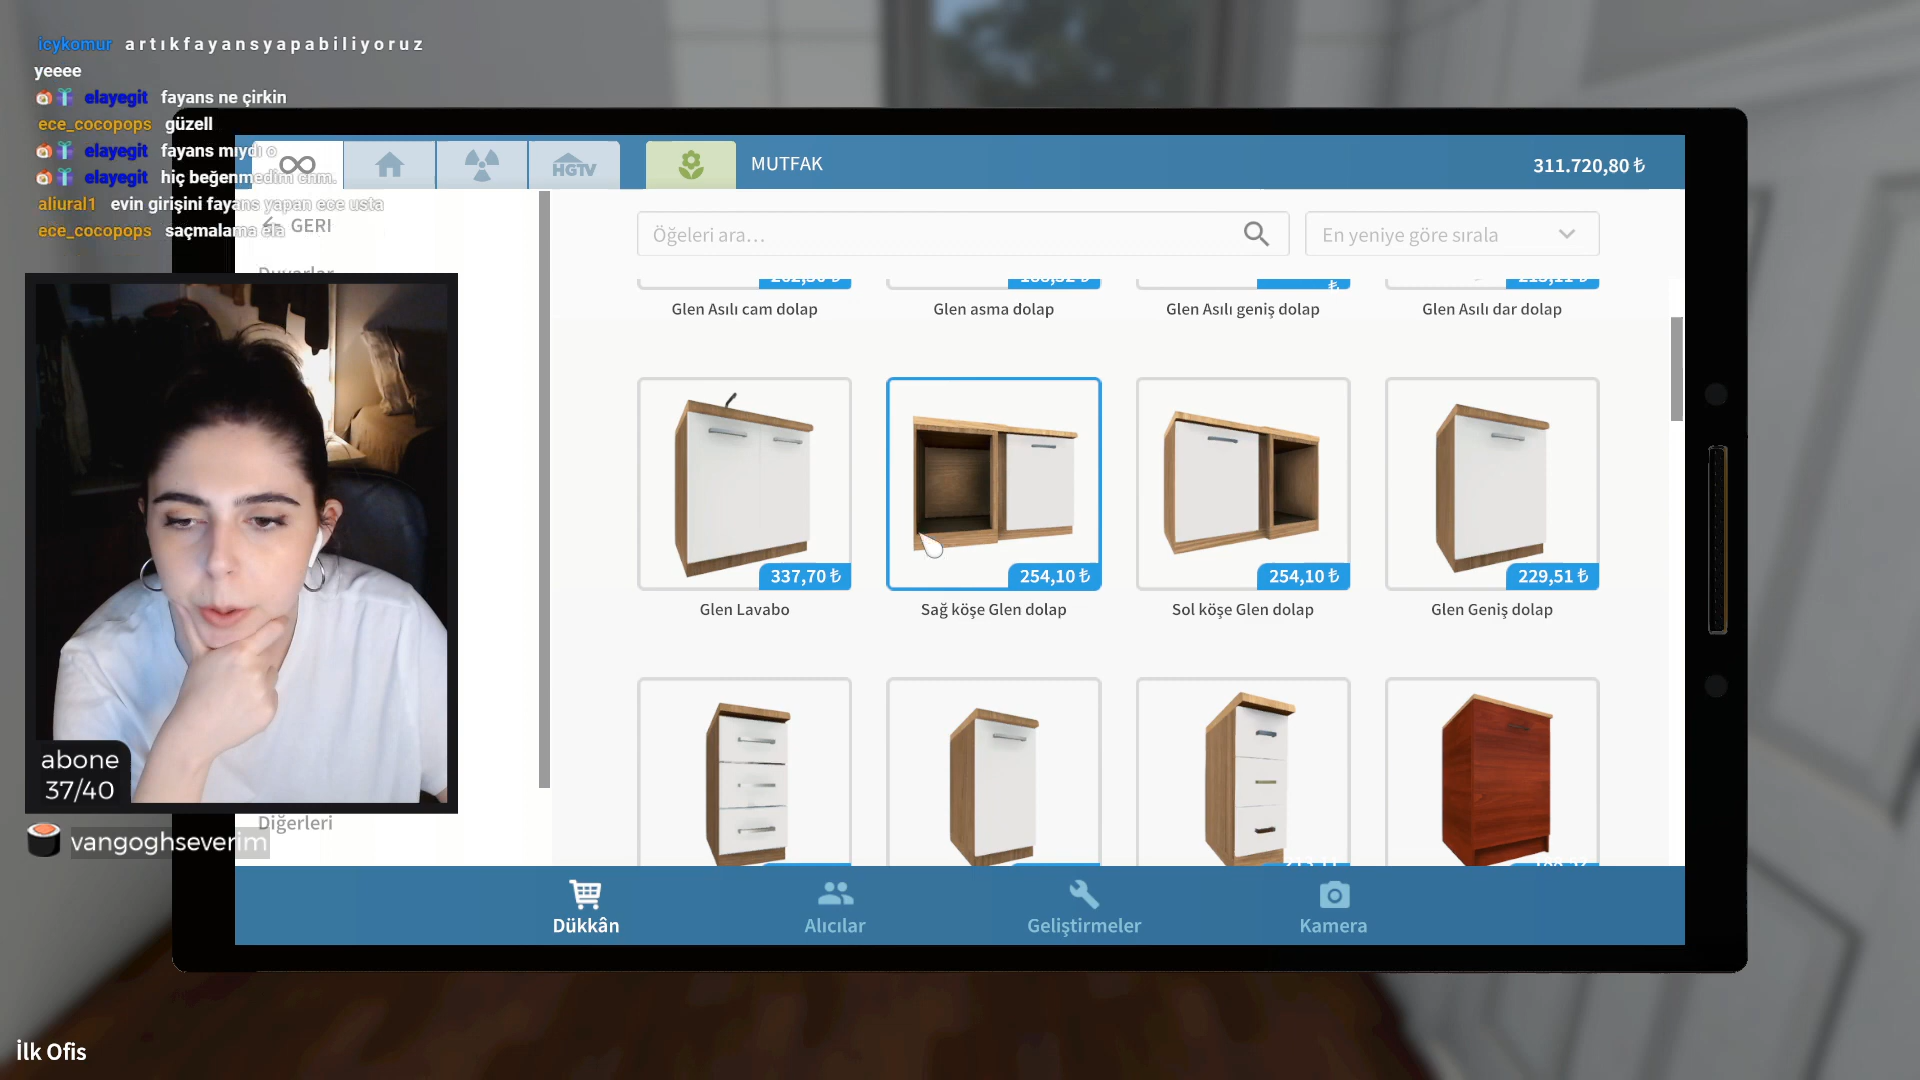 icykomur artıkfayansyapabiliyoruz
yeeee
elayegit fayans ne çirkin
ece_cocopops güzell
elayegit fayans mıydı o
elayegit hiç beğenmedim cnm.
aliural1 evin girişini fayans yapan ece usta
ece_cocopops saçmalama ela
HGTV
MUTFAK
311.720,80 ₺
GERI
Duvarlar
Öğeleri ara...
En yeniye göre sırala
Glen Asılı cam dolap
Glen asma dolap
Glen Asılı geniş dolap
Glen Asılı dar dolap
337,70 ₺
254,10 ₺
254,10 ₺
229,51 ₺
Glen Lavabo
Sağ köşe Glen dolap
Sol köşe Glen dolap
Glen Geniş dolap
abone
37/40
Diğerleri
vangoghseverim
Dükkân
Alıcılar
Geliştirmeler
Kamera
İlk Ofis